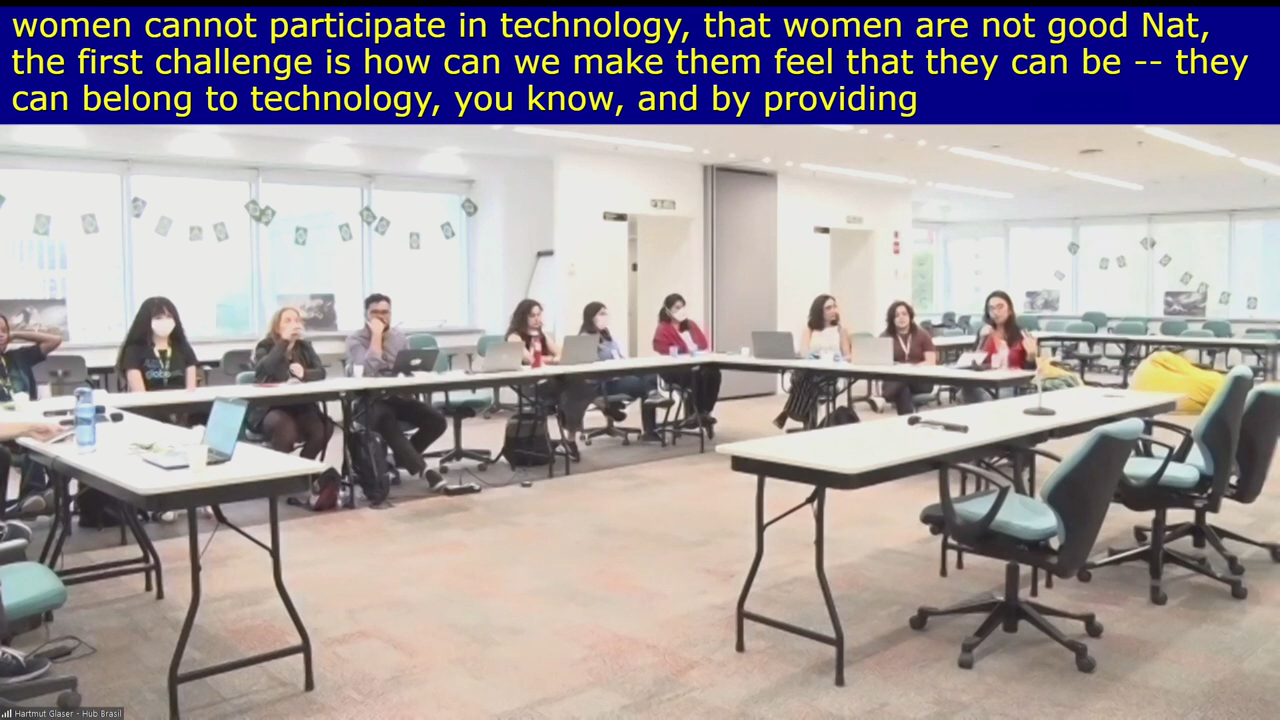 women cannot participate in technology, that women are not good Nat,
the first challenge is how can we make them feel that they can be -- they
can belong to technology, you know, and by providing
Hartmut Glaser - Hub Brasil